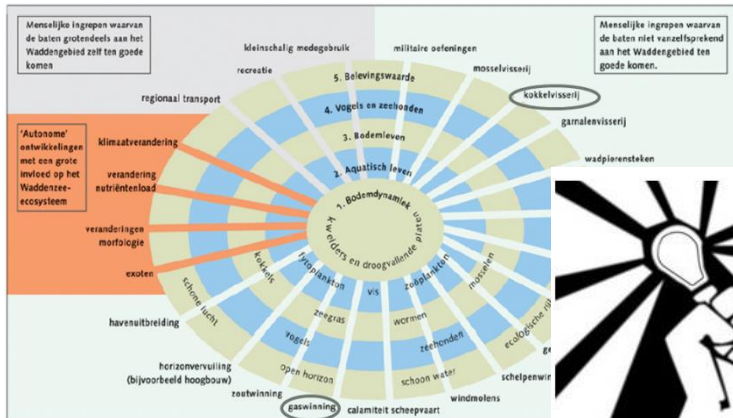 Menselijke ingrepen waarvan
de baten grotendeels aan het
Waddengebied zelf ten goede
komen
Menselijke ingrepen waarvan
de baten niet vanzelfsprekend
aan het Waddengebied ten
goede komen.
'Autonome'
ontwikkelingen
met een grote
invloed op het
Waddenzee-
ecosysteem
kleinschalig medegebruik
recreatie
regionaal transport
militaire oefeningen
mosselvisserij
kokkelvisserij
garnalenvisserij
wadpierensteken
klimaatverandering
verandering
nutriëntenload
veranderingen
morfologie
exoten
5. Belevingswaarde
4. Vogels en zeehonden
3. Bodemleven
2. Aquatisch leven
1. Bodemdynamiek
kwelders en droogvallende platen
fytoplankton
vis
zoöplankton
kokkels
zeegras
wormen
mosselen
vogels
zeehonden
schone lucht
open horizon
schoon water
havenuitbreiding
horizonvervuiling
(bijvoorbeeld hoogbouw)
zoutwinning
gaswinning
calamiteit scheepvaart
windmolens